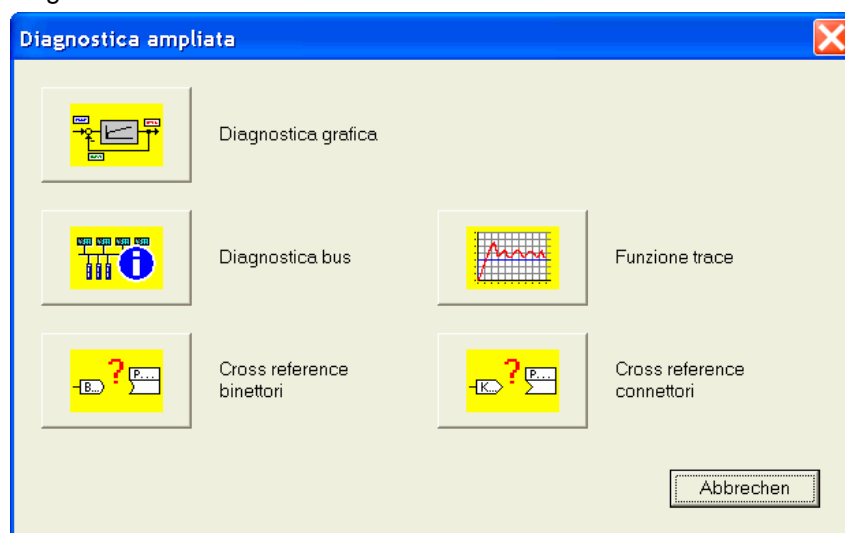 Diagnostica ampliata
Diagnostica grafica
Diagnostica bus
Funzione trace
B... ? P...
Cross reference
binettori
K... ? P...
Cross reference
connettori
Abbrechen